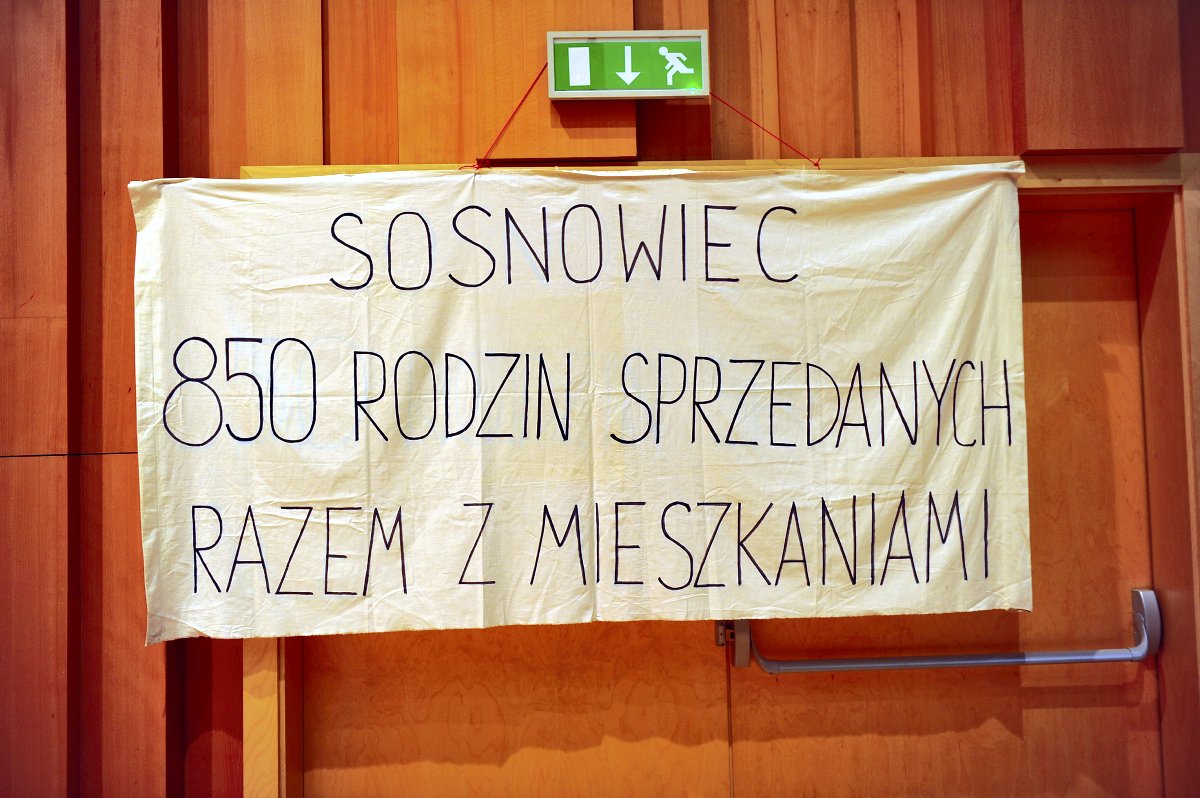 SOSNOWIEC
850 RODZIN SPRZEDANYCH
RAZEM Z MIESZKANIAMI